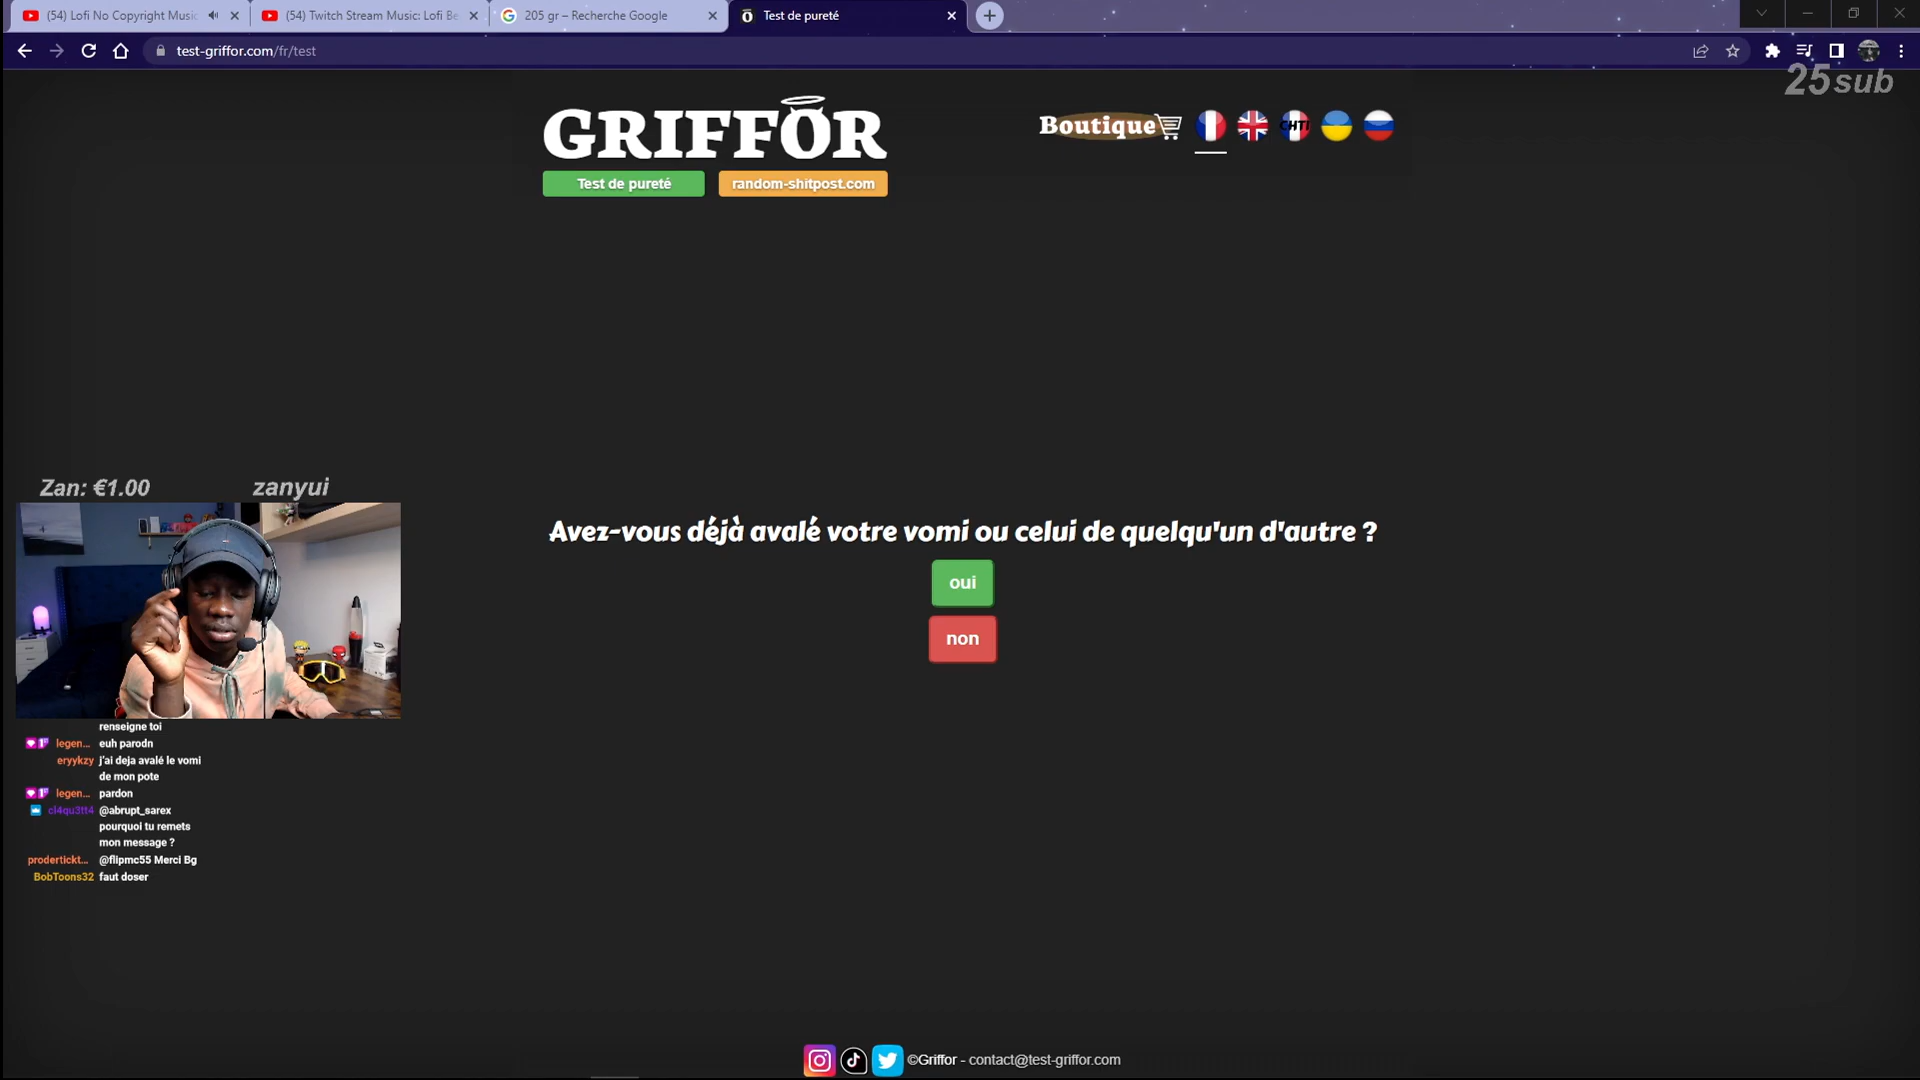 (54) Lofi No Copyright Music
(54) Twitch Stream Music: Lofi Be
205 gr – Recherche Google
Test de pureté
test-griffor.com/fr/test
25sub
GRIFFOR
Boutique
CHTI
Test de pureté
random-shitpost.com
Zan: €1.00
zanyui
Avez-vous déjà avalé votre vomi ou celui de quelqu'un d'autre ?
oui
non
renseigne toi
legen... euh parodn
eryykzy j'ai deja avalé le vomi
de mon pote
legen... pardon
cl4qu3tt4 @abrupt_sarex
pourquoi tu remets
mon message ?
prodertickt... @flipmc55 Merci Bg
BobToons32 faut doser
©Griffor - contact@test-griffor.com